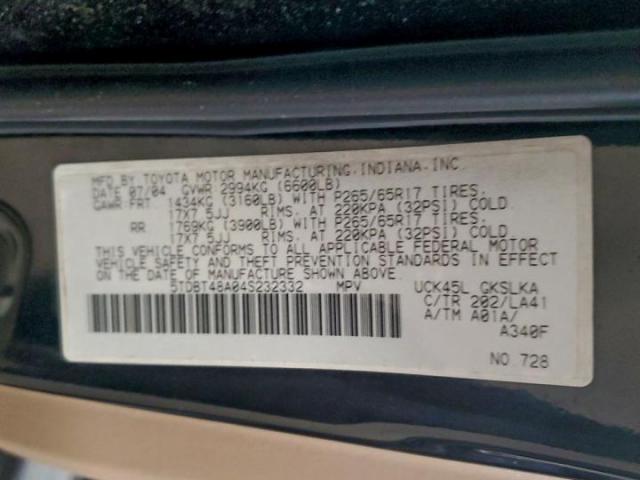 MFD. BY TOYOTA MOTOR MANUFACTURING, INDIANA, INC.
DATE 07/04 GVWR 2994KG (6600LB)
GAWR FRT 1434KG (3160LB) WITH P265/65R17 TIRES.
17X7.5JJ RIMS. AT 220KPA (32PSI) COLD.
RR 1769KG (3900LB) WITH P265/65R17 TIRES.
17X7.5JJ RIMS. AT 220KPA (32PSI) COLD.
THIS VEHICLE CONFORMS TO ALL APPLICABLE FEDERAL MOTOR
VEHICLE SAFETY AND THEFT PREVENTION STANDARDS IN EFFECT
ON THE DATE OF MANUFACTURE SHOWN ABOVE.
5TDBT48A04S232332 MPV UCK45L GKSLKA
C/TR 202/LA41
A/TM A01A/
A340F
NO 728